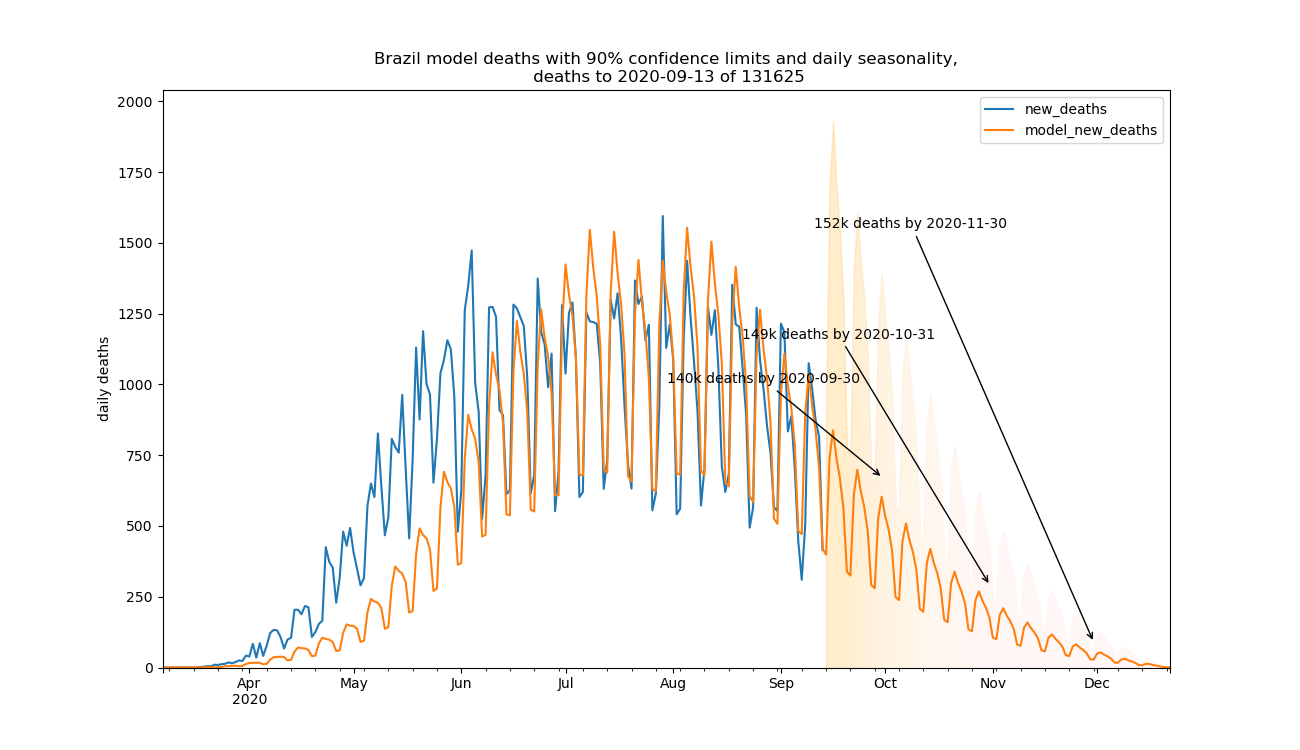 Brazil model deaths with 90% confidence limits and daily seasonality,
deaths to 2020-09-13 of 131625
2000
1750
1500
1250
1000
750
500
250
0
daily deaths
new_deaths
model_new_deaths
152k deaths by 2020-11-30
149k deaths by 2020-10-31
140k deaths by 2020-09-30
Apr
2020
May
Jun
Jul
Aug
Sep
Oct
Nov
Dec